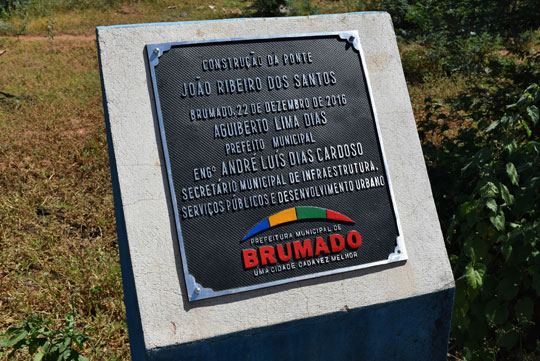 CONSTRUÇÃO DA PONTE
JOÃO RIBEIRO DOS SANTOS
BRUMADO, 22 DE DEZEMBRO DE 2016
AGUIBERTO LIMA DIAS
PREFEITO MUNICIPAL
ENGº ANDRÉ LUÍS DIAS CARDOSO
SECRETÁRIO MUNICIPAL DE INFRAESTRUTURA,
SERVIÇOS PÚBLICOS E DESENVOLVIMENTO URBANO
PREFEITURA MUNICIPAL DE
BRUMADO
UMA CIDADE CADA VEZ MELHOR